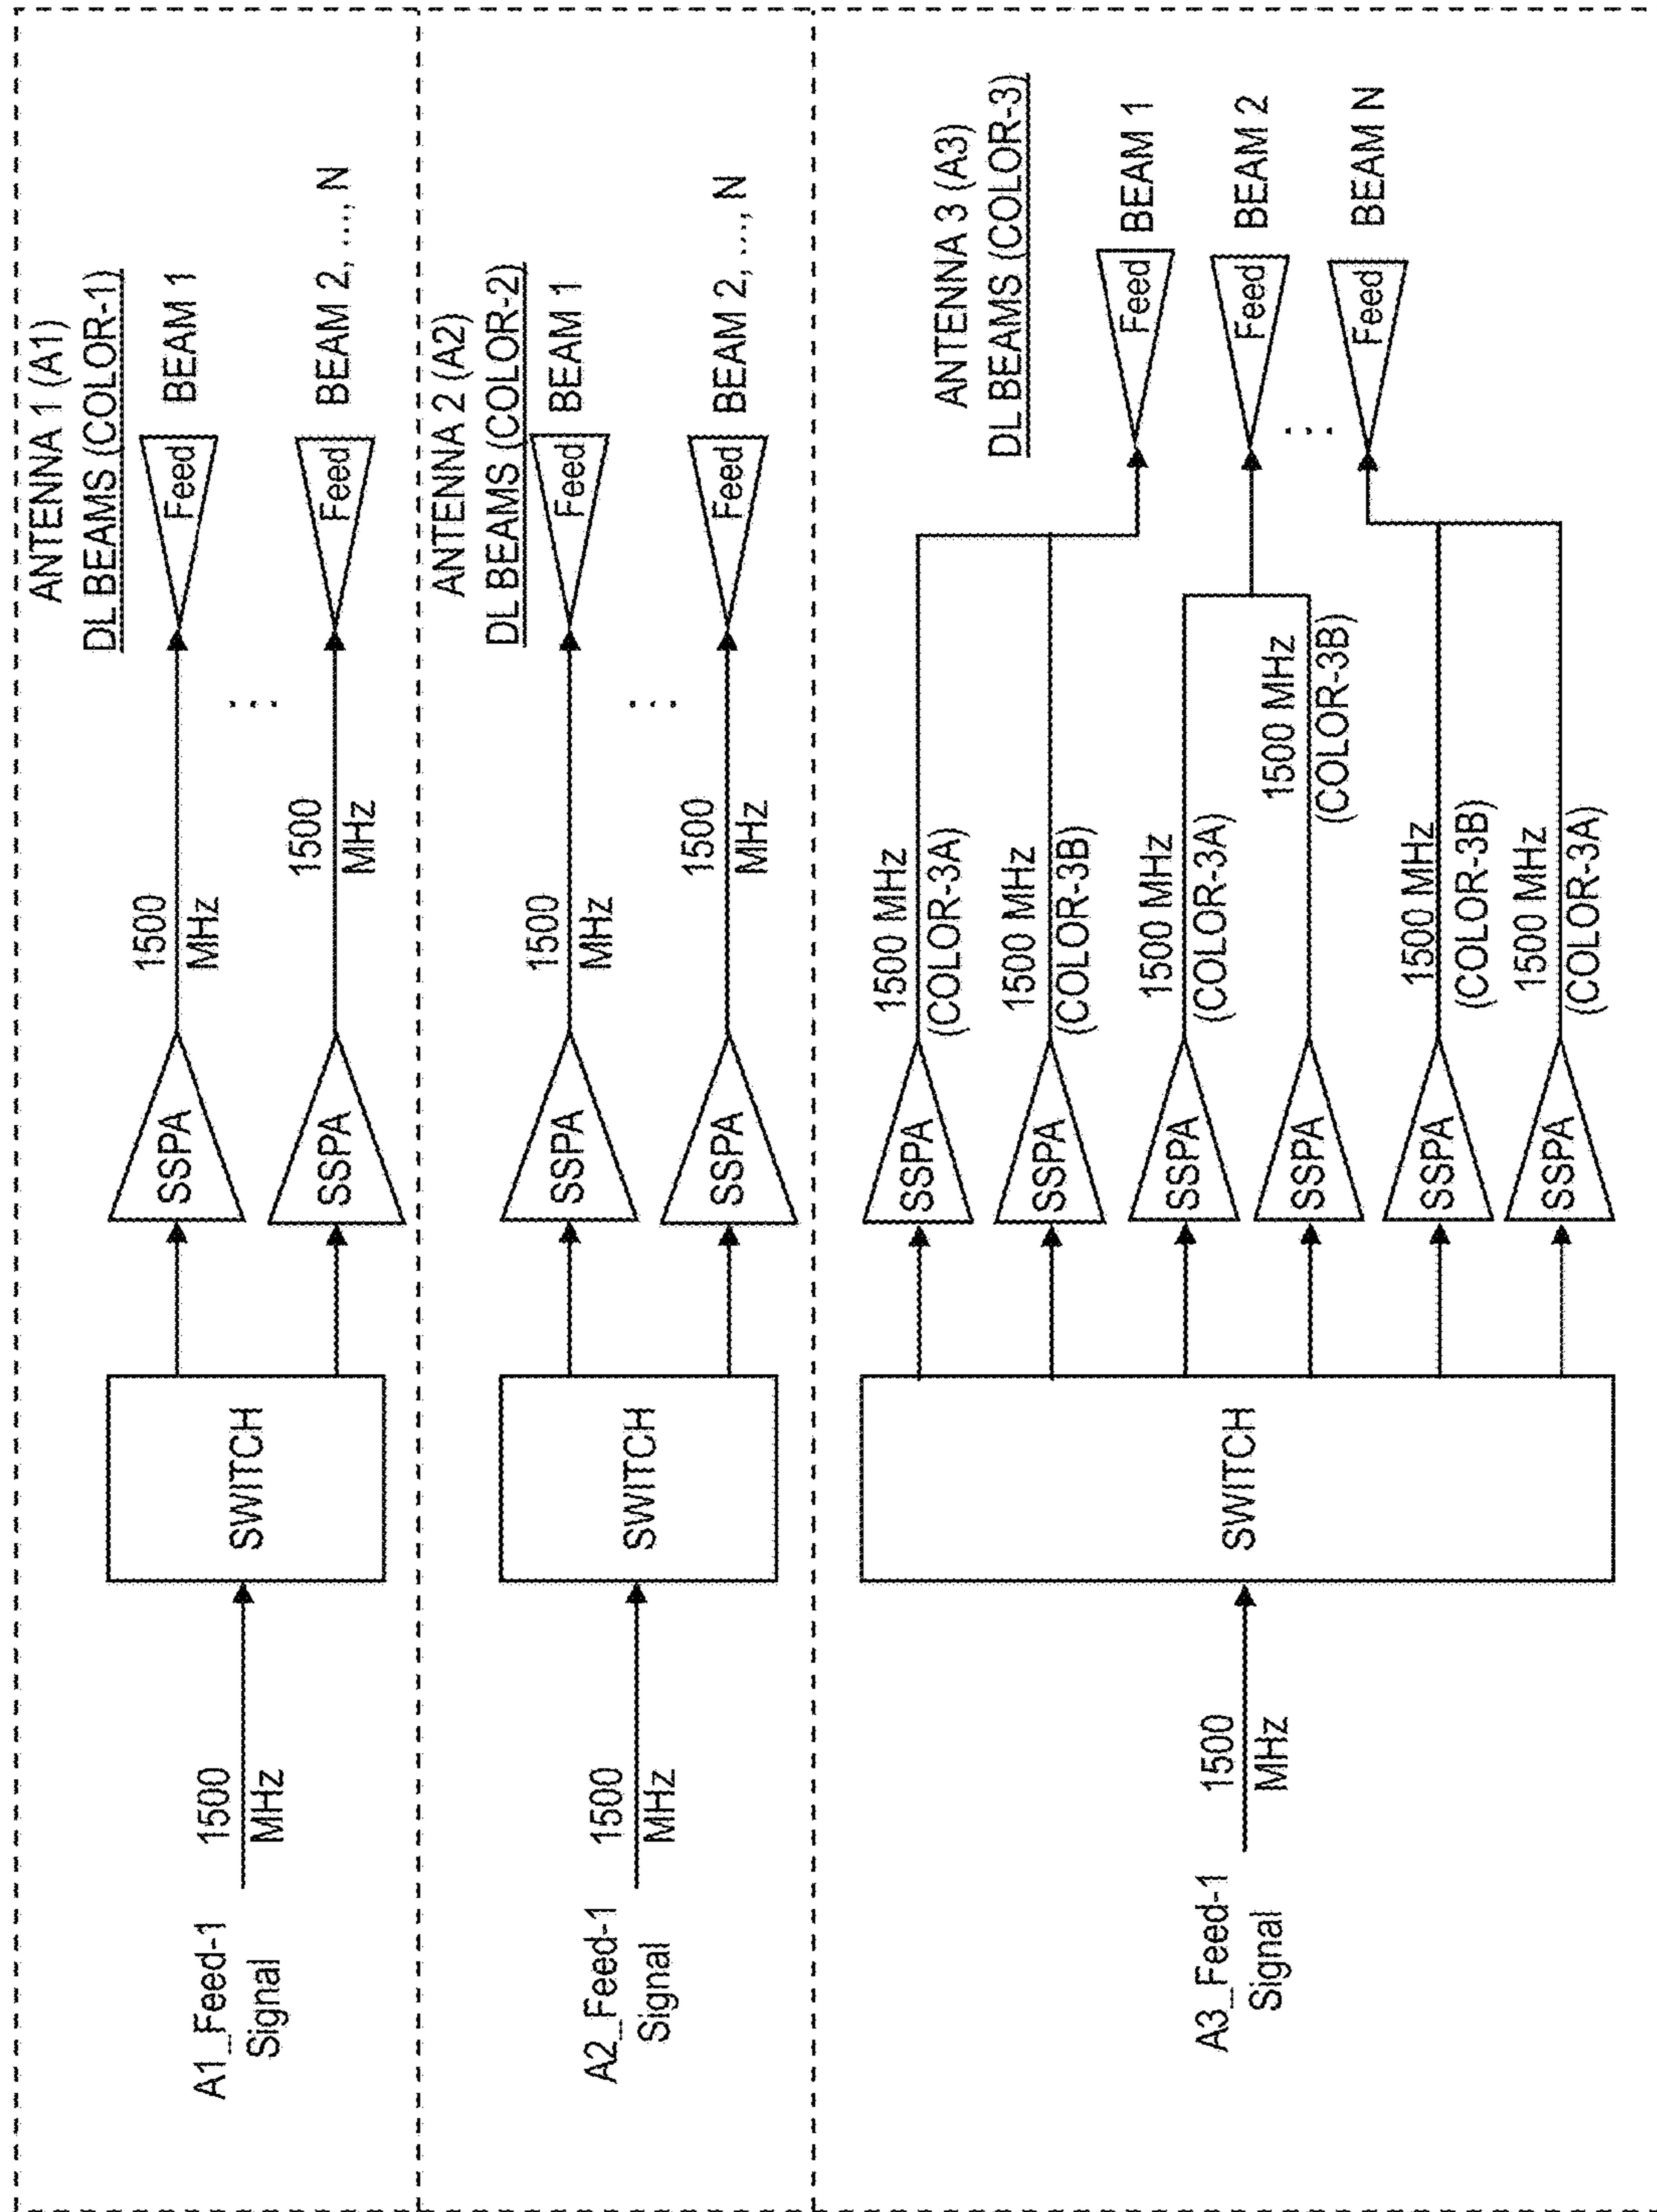 ANTENNA 1 (A1)
DL BEAMS (COLOR-1)
A1_Feed-1
Signal
1500
MHz
SWITCH
SSPA
1500
MHz
Feed
BEAM 1
...
SSPA
1500
MHz
Feed
BEAM 2, ..., N
ANTENNA 2 (A2)
DL BEAMS (COLOR-2)
A2_Feed-1
Signal
1500
MHz
SWITCH
SSPA
1500
MHz
Feed
BEAM 1
...
SSPA
1500
MHz
Feed
BEAM 2, ..., N
ANTENNA 3 (A3)
DL BEAMS (COLOR-3)
A3_Feed-1
Signal
1500
MHz
SWITCH
SSPA
1500 MHz
(COLOR-3A)
SSPA
1500 MHz
(COLOR-3B)
Feed
BEAM 1
SSPA
1500 MHz
(COLOR-3A)
SSPA
1500 MHz
(COLOR-3B)
Feed
BEAM 2
...
SSPA
1500 MHz
(COLOR-3B)
SSPA
1500 MHz
(COLOR-3A)
Feed
BEAM N